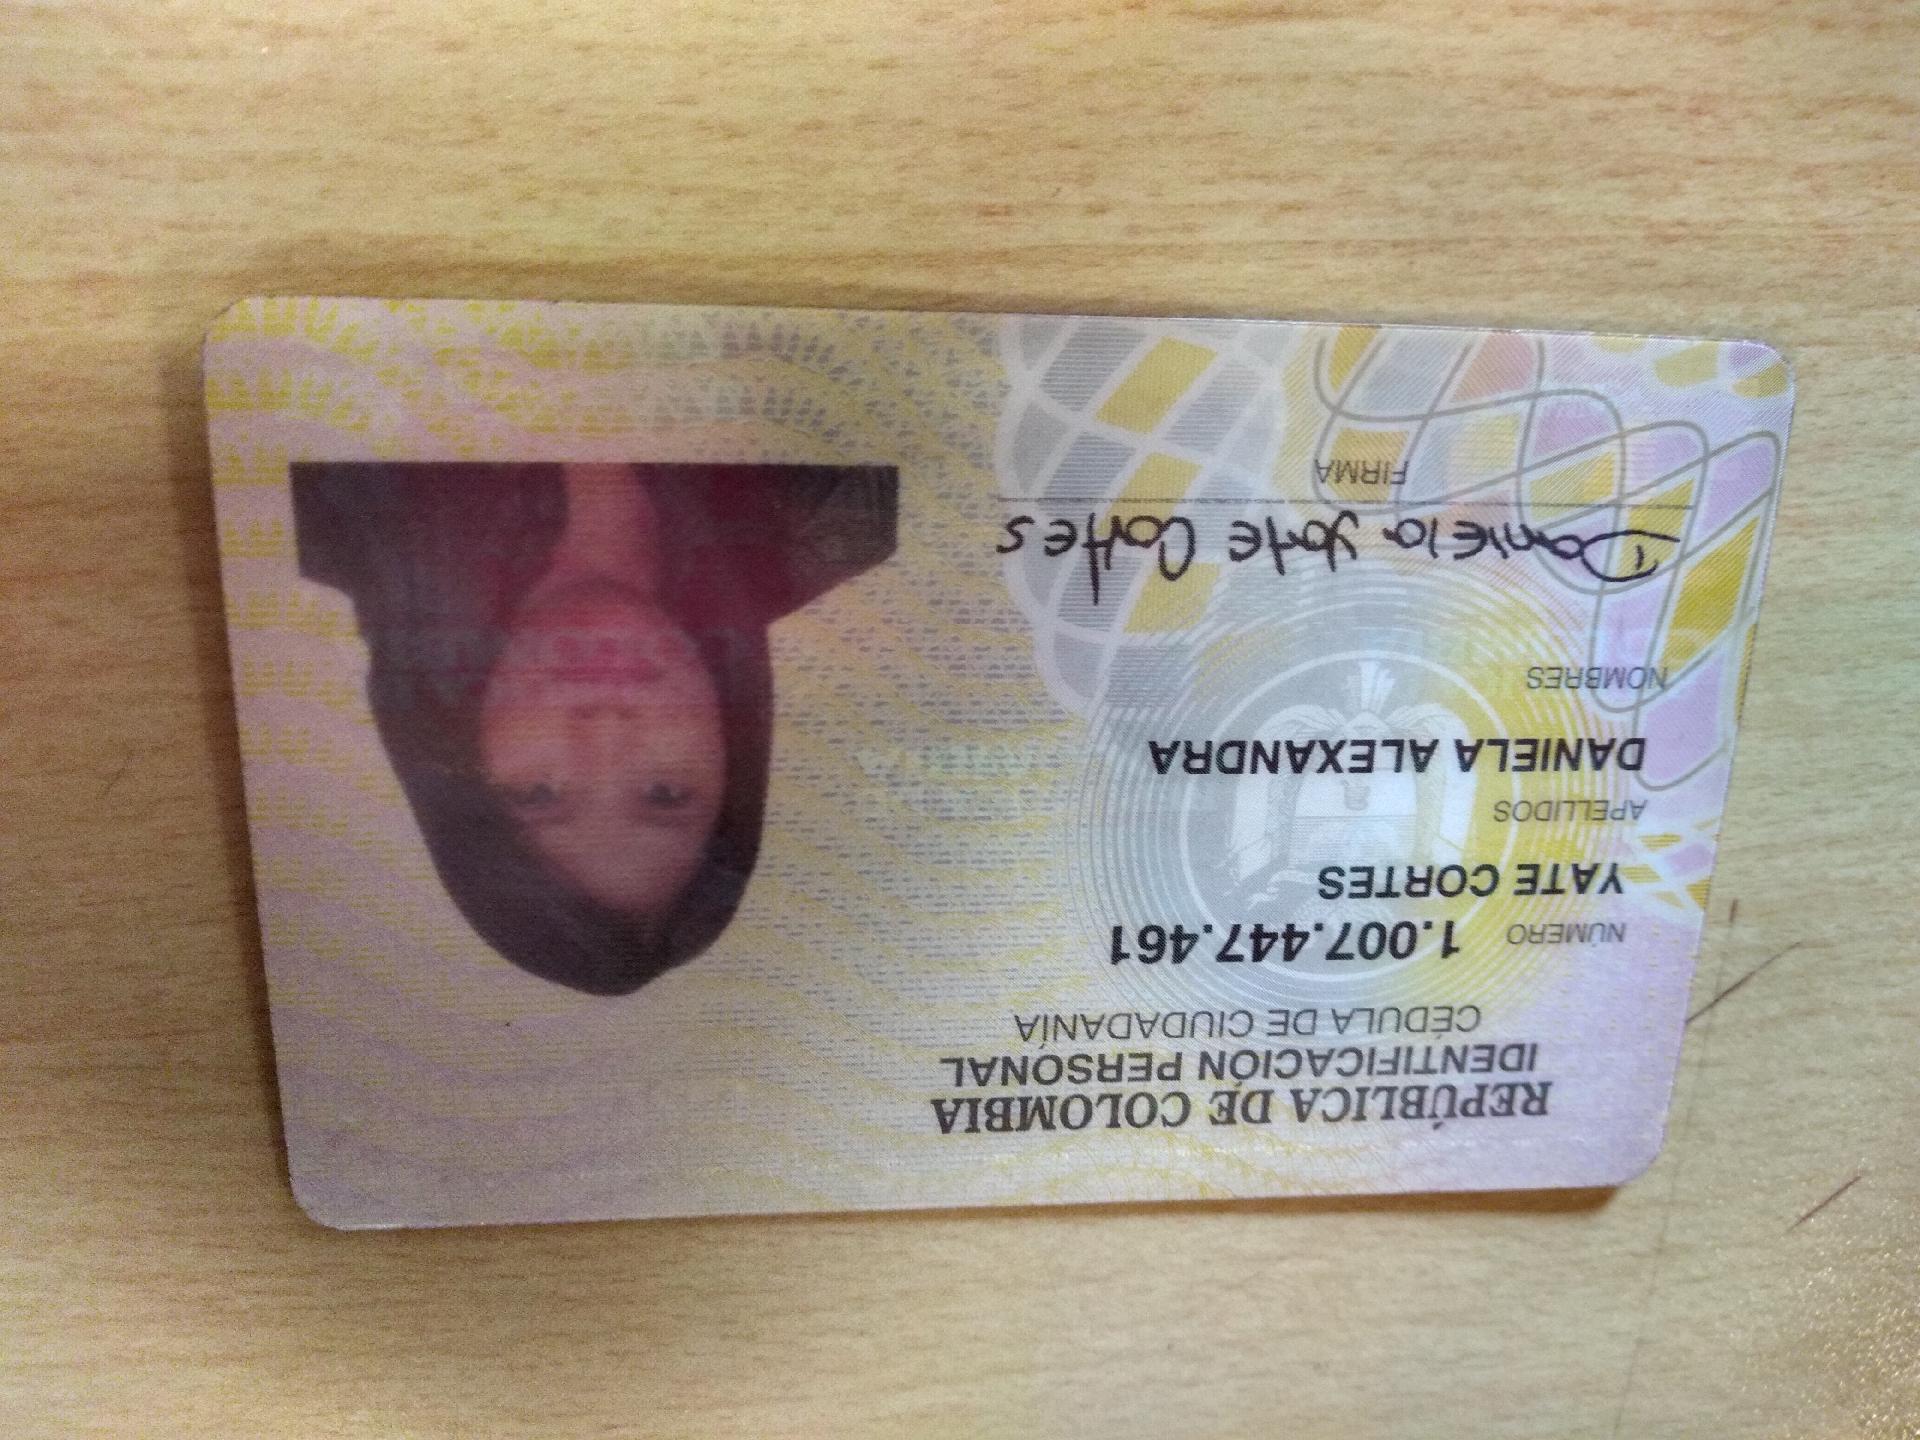 REPÚBLICA DE COLOMBIA
IDENTIFICACIÓN PERSONAL
CÉDULA DE CIUDADANÍA
NÚMERO 1.007.447.461
YATE CORTES
APELLIDOS
DANIELA ALEXANDRA
NOMBRES
Daniela Yate Cortes
FIRMA